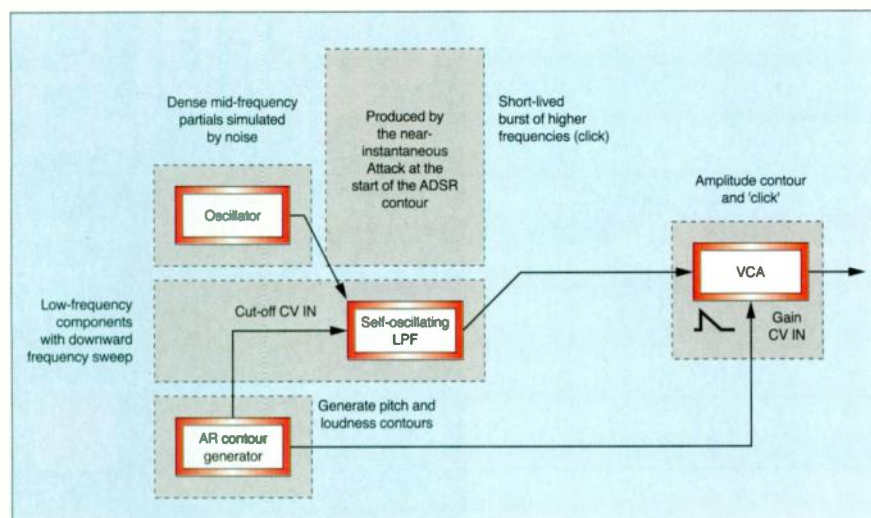 Dense mid-frequency
partials simulated
by noise
Produced by
the near-
instantaneous
Attack at the
start of the ADSR
contour
Short-lived
burst of higher
frequencies (click)
Oscillator
Amplitude contour
and 'click'
VCA
Gain
CV IN
Low-frequency
components
with downward
frequency sweep
Cut-off CV IN
Self-oscillating
LPF
Generate pitch and
loudness contours
AR contour
generator